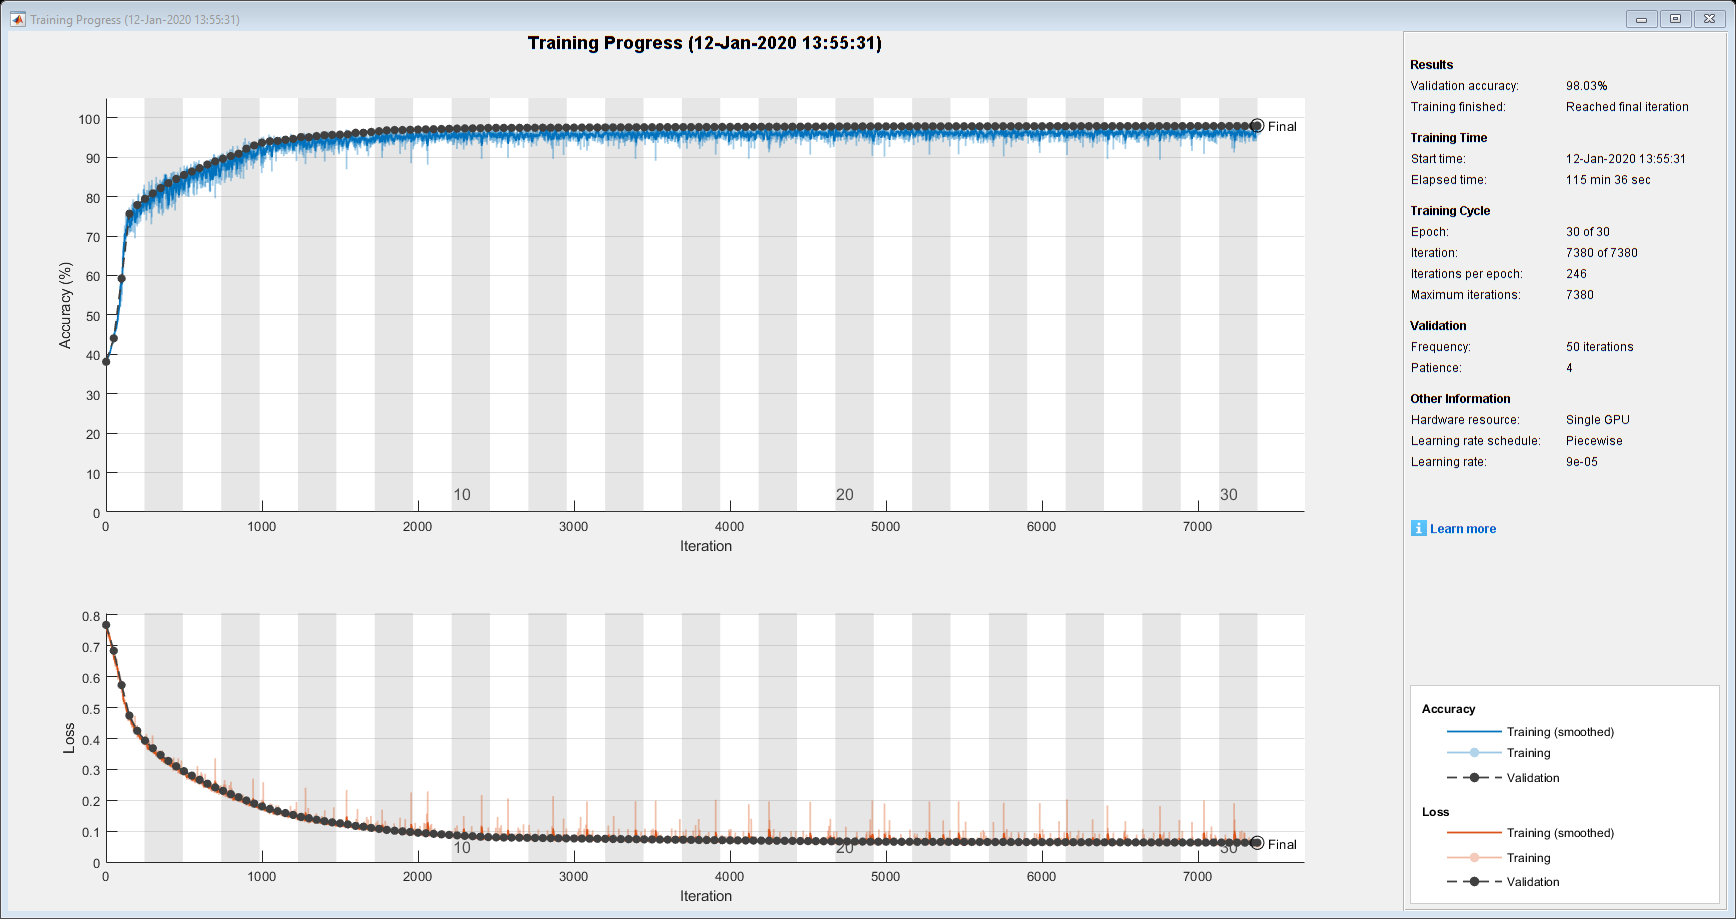 Training Progress (12-Jan-2020 13:55:31)
Training Progress (12-Jan-2020 13:55:31)
100
90
80
70
60
50
40
30
20
10
0
Accuracy (%)
Final
10
20
30
0
1000
2000
3000
4000
5000
6000
7000
Iteration
0.8
0.7
0.6
0.5
0.4
0.3
0.2
0.1
0
Loss
Final
10
20
30
0
1000
2000
3000
4000
5000
6000
7000
Iteration
Results
Validation accuracy: 98.03%
Training finished: Reached final iteration
Training Time
Start time: 12-Jan-2020 13:55:31
Elapsed time: 115 min 36 sec
Training Cycle
Epoch: 30 of 30
Iteration: 7380 of 7380
Iterations per epoch: 246
Maximum iterations: 7380
Validation
Frequency: 50 iterations
Patience: 4
Other Information
Hardware resource: Single GPU
Learning rate schedule: Piecewise
Learning rate: 9e-05
i Learn more
Accuracy
Training (smoothed)
Training
Validation
Loss
Training (smoothed)
Training
Validation